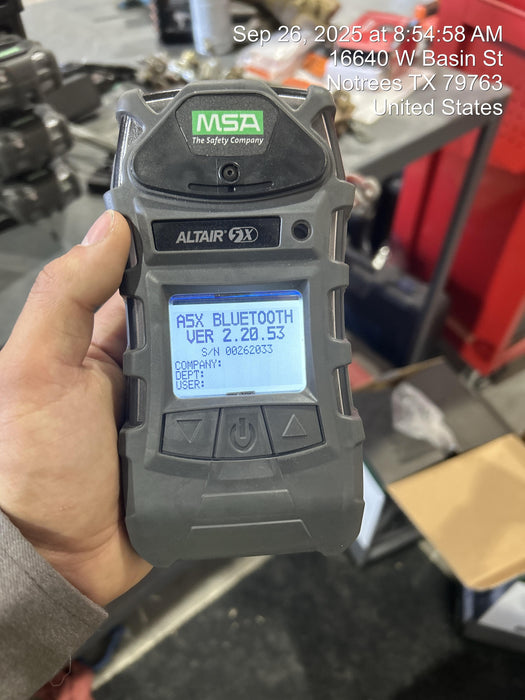 Sep 26, 2025 at 8:54:58 AM
16640 W Basin St
Notrees TX 79763
United States
MSA
The Safety Company
ALTAIR® 5X
A5X BLUETOOTH
VER 2.20.53
S/N 00262033
COMPANY:
DEPT:
USER: